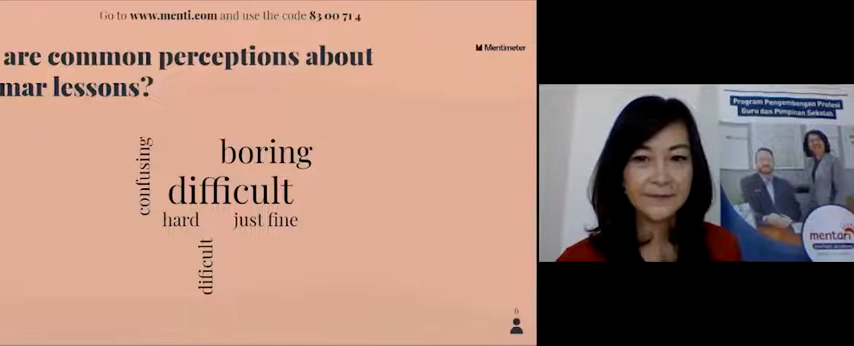 Go to www.menti.com and use the code 83 00 71 4
are common perceptions about
mar lessons?
Mentimeter
confusing
boring
difficult
hard
just fine
dificult
6
Program Pengembangan Profesi
Guru dan Pimpinan Sekolah
mentari